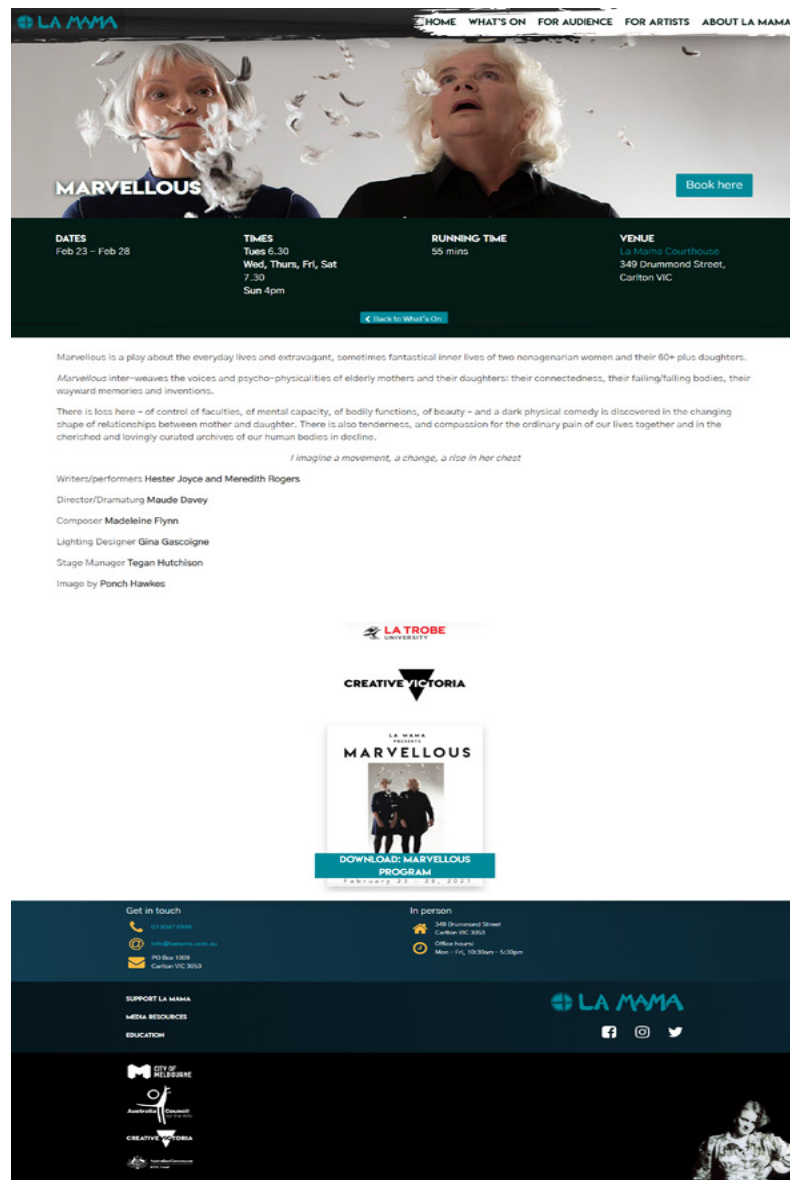 LA MAMA
HOME WHAT'S ON FOR AUDIENCE FOR ARTISTS ABOUT LA MAMA
MARVELLOUS
Book here
DATES
Feb 23 – Feb 28
TIMES
Tues 6.30
Wed, Thurs, Fri, Sat
7.30
Sun 4pm
RUNNING TIME
55 mins
VENUE
La Mama Courthouse
349 Drummond Street,
Carlton VIC
Back to What's On
Marvellous is a play about the everyday lives and extravagant, sometimes fantastical inner lives of two nonagenarian women and their 60+ plus daughters.
Marvellous inter-weaves the voices and psycho-physicalities of elderly mothers and their daughters: their connectedness, their failing/falling bodies, their
wayward memories and inventions.
There is loss here – of control of faculties, of mental capacity, of bodily functions, of beauty – and a dark physical comedy is discovered in the changing
shape of relationships between mother and daughter. There is also tenderness, and compassion for the ordinary pain of our lives together and in the
cherished and lovingly curated archives of our human bodies in decline.
I imagine a movement, a change, a rise in her chest
Writers/performers Hester Joyce and Meredith Rogers
Director/Dramaturg Maude Davey
Composer Madeleine Flynn
Lighting Designer Gina Gascoigne
Stage Manager Tegan Hutchison
Image by Ponch Hawkes
LA TROBE
UNIVERSITY
CREATIVE VICTORIA
LA MAMA
PRESENTS
MARVELLOUS
DOWNLOAD: MARVELLOUS
PROGRAM
February 23 - 28, 2021
Get in touch
info@lamama.com.au
PO Box 1009
Carlton VIC 3053
In person
349 Drummond Street
Carlton VIC 3053
Office hours:
Mon – Fri, 10:30am – 5:30pm
SUPPORT LA MAMA
MEDIA RESOURCES
EDUCATION
LA MAMA
CITY OF
MELBOURNE
Australia Council
for the Arts
CREATIVE VICTORIA
Australian Government